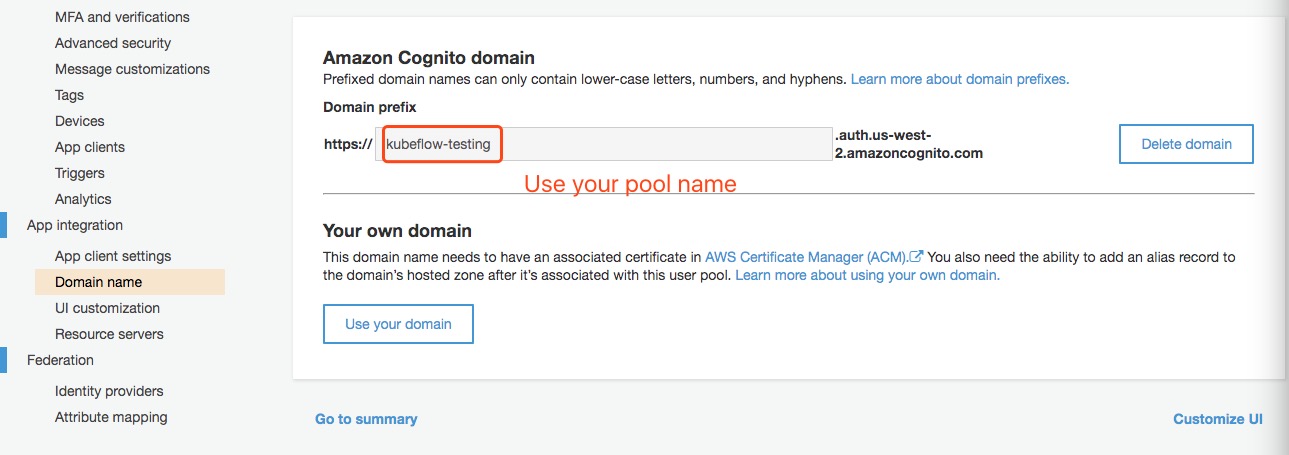 MFA and verifications
Advanced security
Message customizations
Tags
Devices
App clients
Triggers
Analytics
App integration
App client settings
Domain name
UI customization
Resource servers
Federation
Identity providers
Attribute mapping
Amazon Cognito domain
Prefixed domain names can only contain lower-case letters, numbers, and hyphens. Learn more about domain prefixes.
Domain prefix
https:// kubeflow-testing .auth.us-west-
2.amazoncognito.com
Delete domain
Use your pool name
Your own domain
This domain name needs to have an associated certificate in AWS Certificate Manager (ACM). You also need the ability to add an alias record to
the domain's hosted zone after it's associated with this user pool. Learn more about using your own domain.
Use your domain
Go to summary
Customize UI